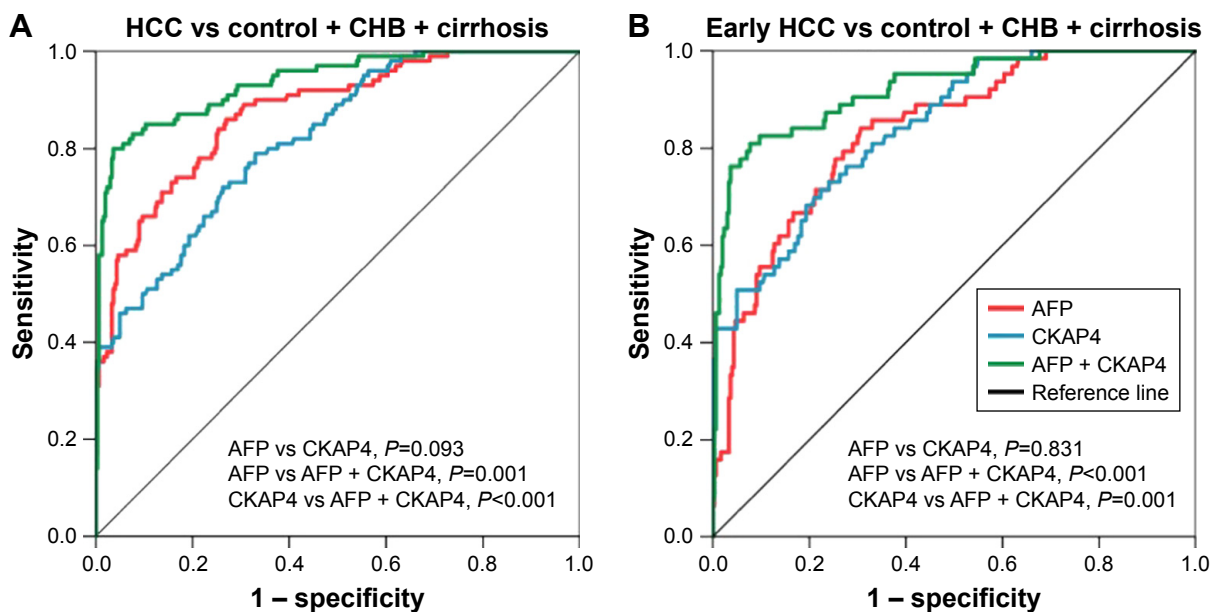 A HCC vs control + CHB + cirrhosis
1.0
0.8
0.6
0.4
0.2
0.0
Sensitivity
AFP vs CKAP4, P=0.093
AFP vs AFP + CKAP4, P=0.001
CKAP4 vs AFP + CKAP4, P<0.001
0.0 0.2 0.4 0.6 0.8 1.0
1 – specificity
B Early HCC vs control + CHB + cirrhosis
1.0
0.8
0.6
0.4
0.2
0.0
Sensitivity
AFP
CKAP4
AFP + CKAP4
Reference line
AFP vs CKAP4, P=0.831
AFP vs AFP + CKAP4, P<0.001
CKAP4 vs AFP + CKAP4, P=0.001
0.0 0.2 0.4 0.6 0.8 1.0
1 – specificity